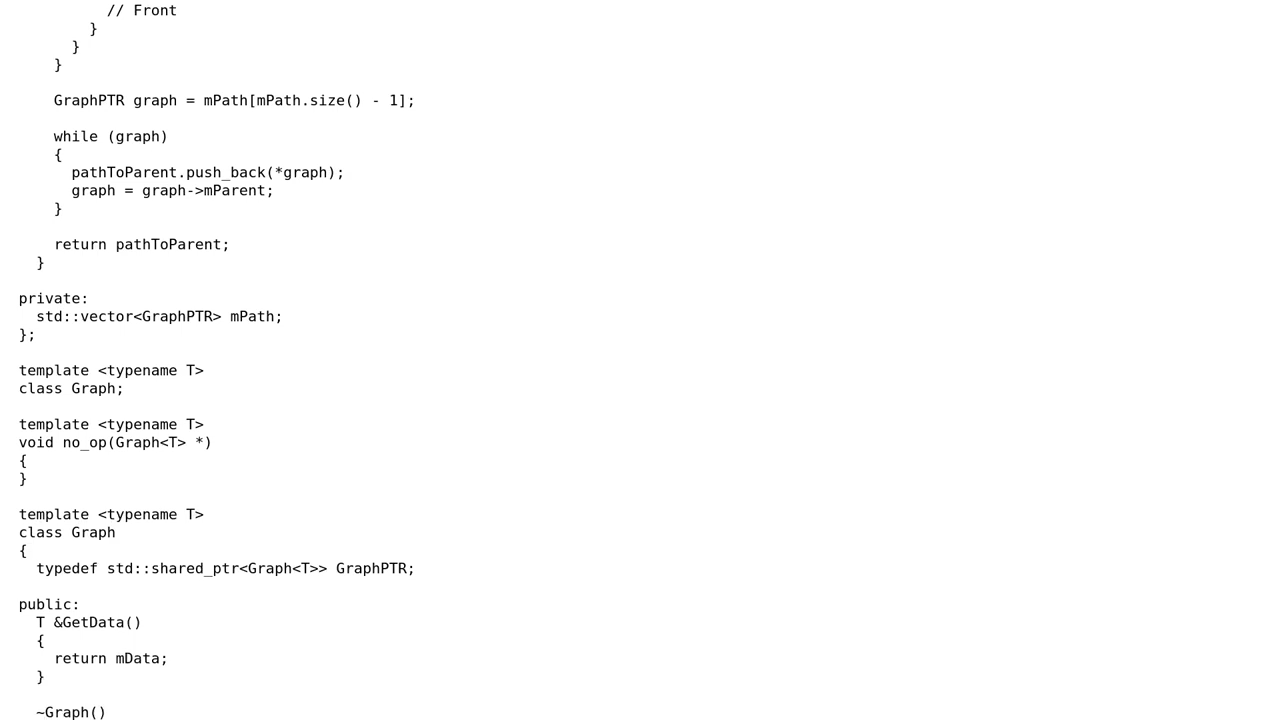 // Front
        }
      }
    }

    GraphPTR graph = mPath[mPath.size() - 1];

    while (graph)
    {
      pathToParent.push_back(*graph);
      graph = graph->mParent;
    }

    return pathToParent;
  }

private:
  std::vector<GraphPTR> mPath;
};

template <typename T>
class Graph;

template <typename T>
void no_op(Graph<T> *)
{
}

template <typename T>
class Graph
{
  typedef std::shared_ptr<Graph<T>> GraphPTR;

public:
  T &GetData()
  {
    return mData;
  }

  ~Graph()